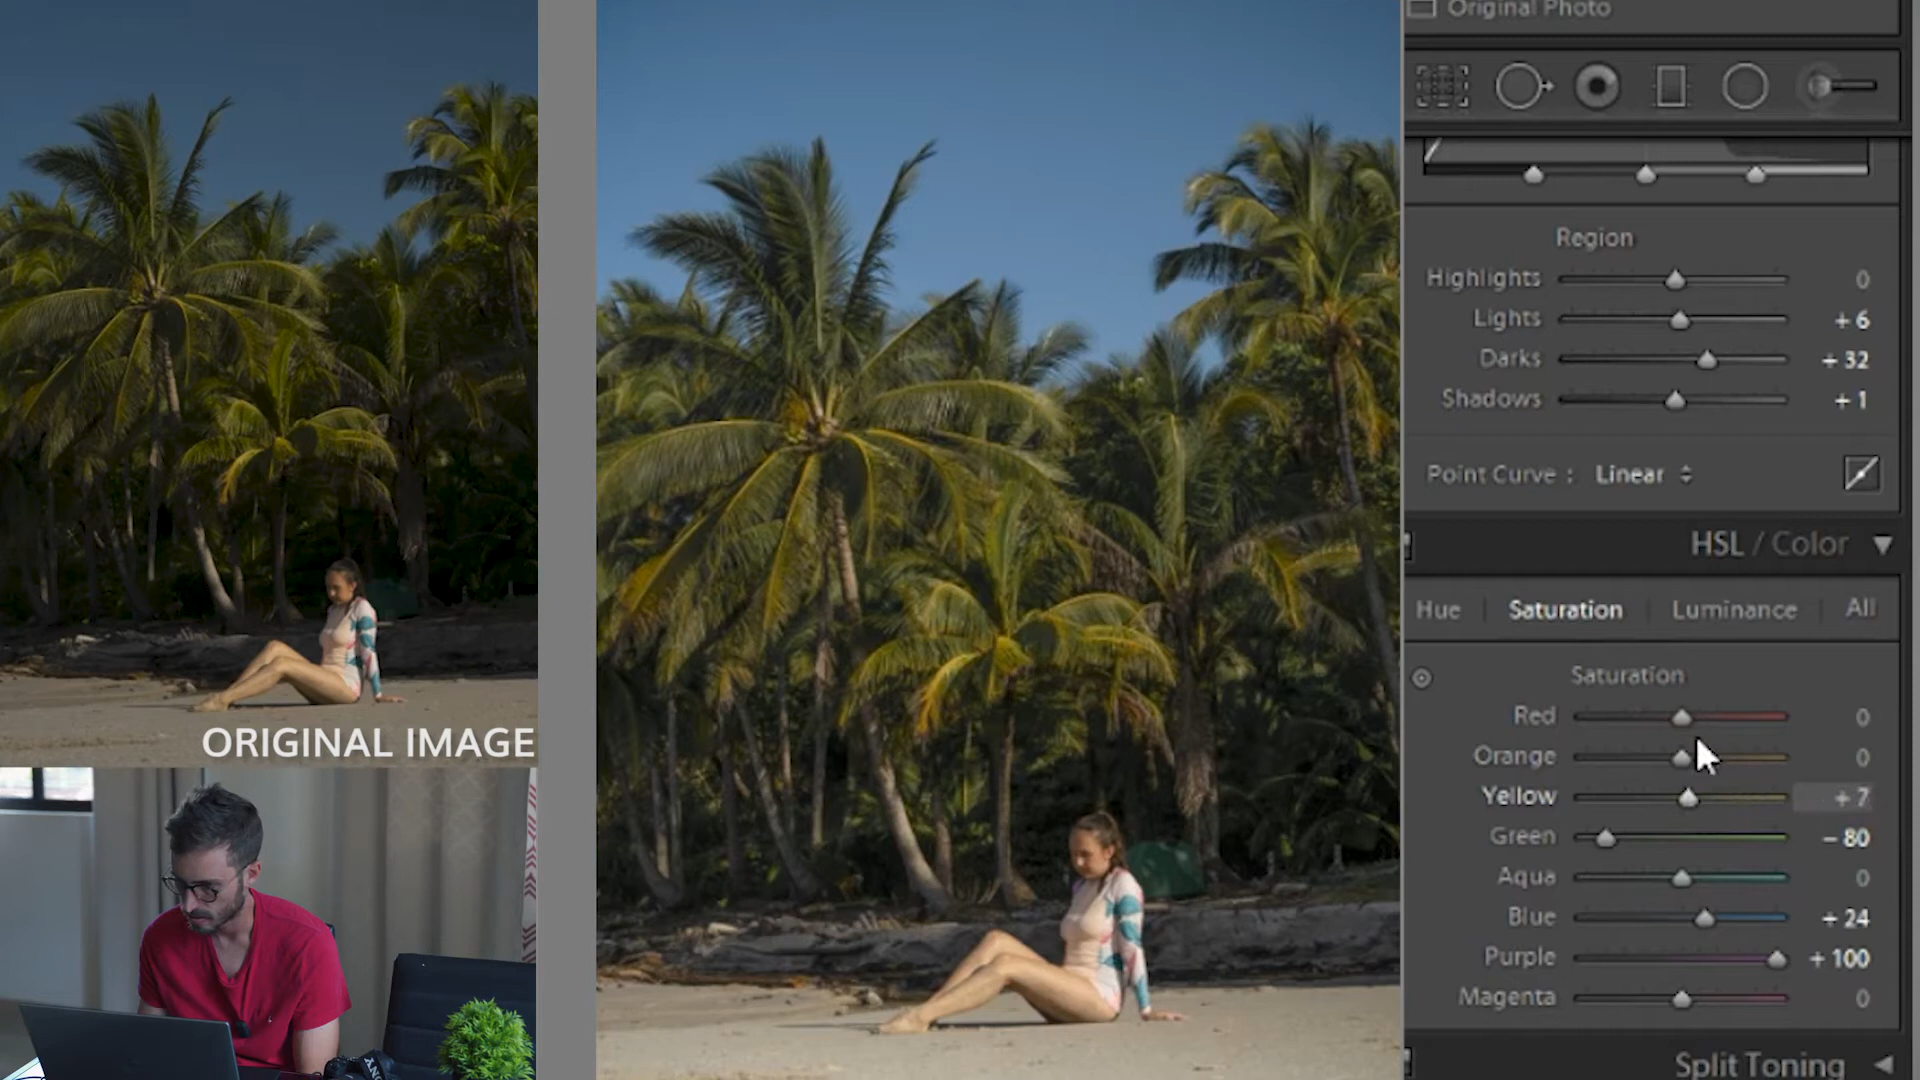 Original Photo
Region
Highlights 0
Lights + 6
Darks + 32
Shadows + 1
Point Curve : Linear
HSL / Color
Hue Saturation Luminance All
Saturation
Red 0
Orange 0
Yellow + 7
Green - 80
Aqua 0
Blue + 24
Purple + 100
Magenta 0
Split Toning
ORIGINAL IMAGE
SONY